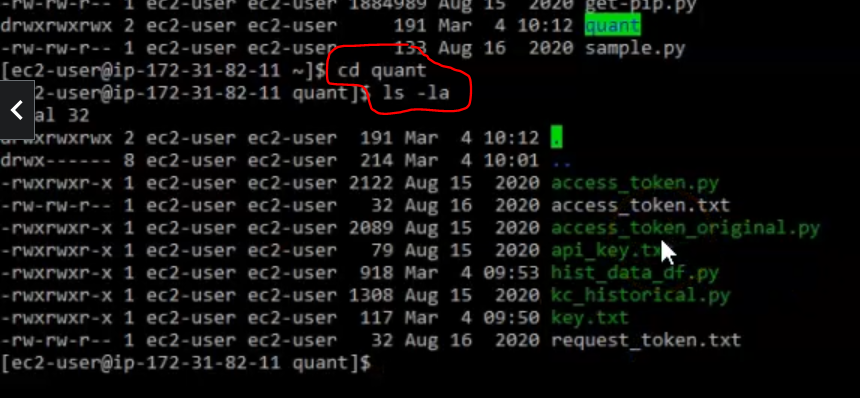 -rw-rw-r-- 1 ec2-user ec2-user 1884989 Aug 15 2020 get-pip.py
drwxrwxrwx 2 ec2-user ec2-user 191 Mar 4 10:12 quant
-rw-rw-r-- 1 ec2-user ec2-user 133 Aug 16 2020 sample.py
[ec2-user@ip-172-31-82-11 ~]$ cd quant
2-user@ip-172-31-82-11 quant]$ ls -la
al 32
drwxrwxrwx 2 ec2-user ec2-user 191 Mar 4 10:12 .
drwx------ 8 ec2-user ec2-user 214 Mar 4 10:01 ..
-rwxrwxr-x 1 ec2-user ec2-user 2122 Aug 15 2020 access_token.py
-rw-rw-r-- 1 ec2-user ec2-user 32 Aug 16 2020 access_token.txt
-rwxrwxr-x 1 ec2-user ec2-user 2089 Aug 15 2020 access_token_original.py
-rwxrwxr-x 1 ec2-user ec2-user 79 Aug 15 2020 api_key.tx
-rwxrwxr-x 1 ec2-user ec2-user 918 Mar 4 09:53 hist_data_df.py
-rwxrwxr-x 1 ec2-user ec2-user 1308 Aug 15 2020 kc_historical.py
-rwxrwxr-x 1 ec2-user ec2-user 117 Mar 4 09:50 key.txt
-rw-rw-r-- 1 ec2-user ec2-user 32 Aug 16 2020 request_token.txt
[ec2-user@ip-172-31-82-11 quant]$